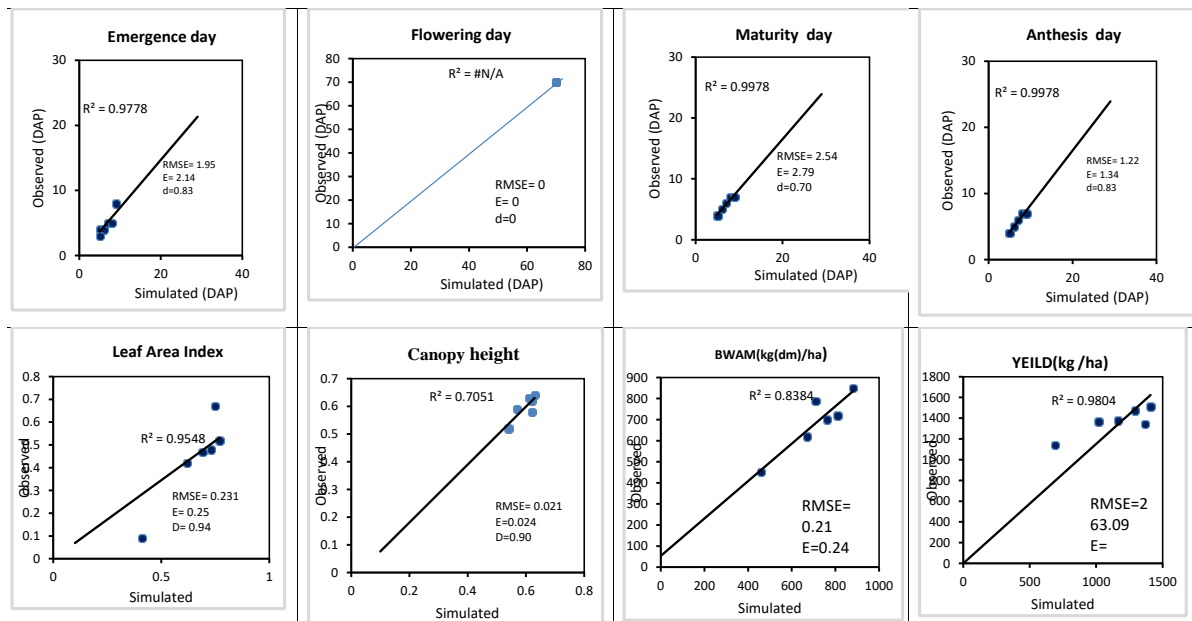 Emergence day
30
20
10
0
0
20
40
Observed (DAP)
Simulated (DAP)
R² = 0.9778
RMSE= 1.95
E= 2.14
d=0.83
Flowering day
80
70
60
50
40
30
20
10
0
0
20
40
60
80
Observed (DAP)
Simulated (DAP)
R² = #N/A
RMSE= 0
E= 0
d=0
Maturity day
30
20
10
0
0
20
40
Observed (DAP)
Simulated (DAP)
R² = 0.9978
RMSE= 2.54
E= 2.79
d=0.70
Anthesis day
30
20
10
0
0
20
40
Observed (DAP)
Simulated (DAP)
R² = 0.9978
RMSE= 1.22
E= 1.34
d=0.83
Leaf Area Index
0.8
0.7
0.6
0.5
0.4
0.3
0.2
0.1
0
0
0.5
1
Observed
Simulated
R² = 0.9548
RMSE= 0.231
E= 0.25
D= 0.94
Canopy height
0.7
0.6
0.5
0.4
0.3
0.2
0.1
0
0
0.2
0.4
0.6
0.8
Observed
Simulated
R² = 0.7051
RMSE= 0.021
E=0.024
D=0.90
BWAM(kg(dm)/ha)
900
800
700
600
500
400
300
200
100
0
0
200
400
600
800
1000
Observed
Simulated
R² = 0.8384
RMSE=
0.21
E=0.24
YEILD(kg/ha)
1800
1600
1400
1200
1000
800
600
400
200
0
0
500
1000
1500
Observed
Simulated
R² = 0.9804
RMSE=2
63.09
E=